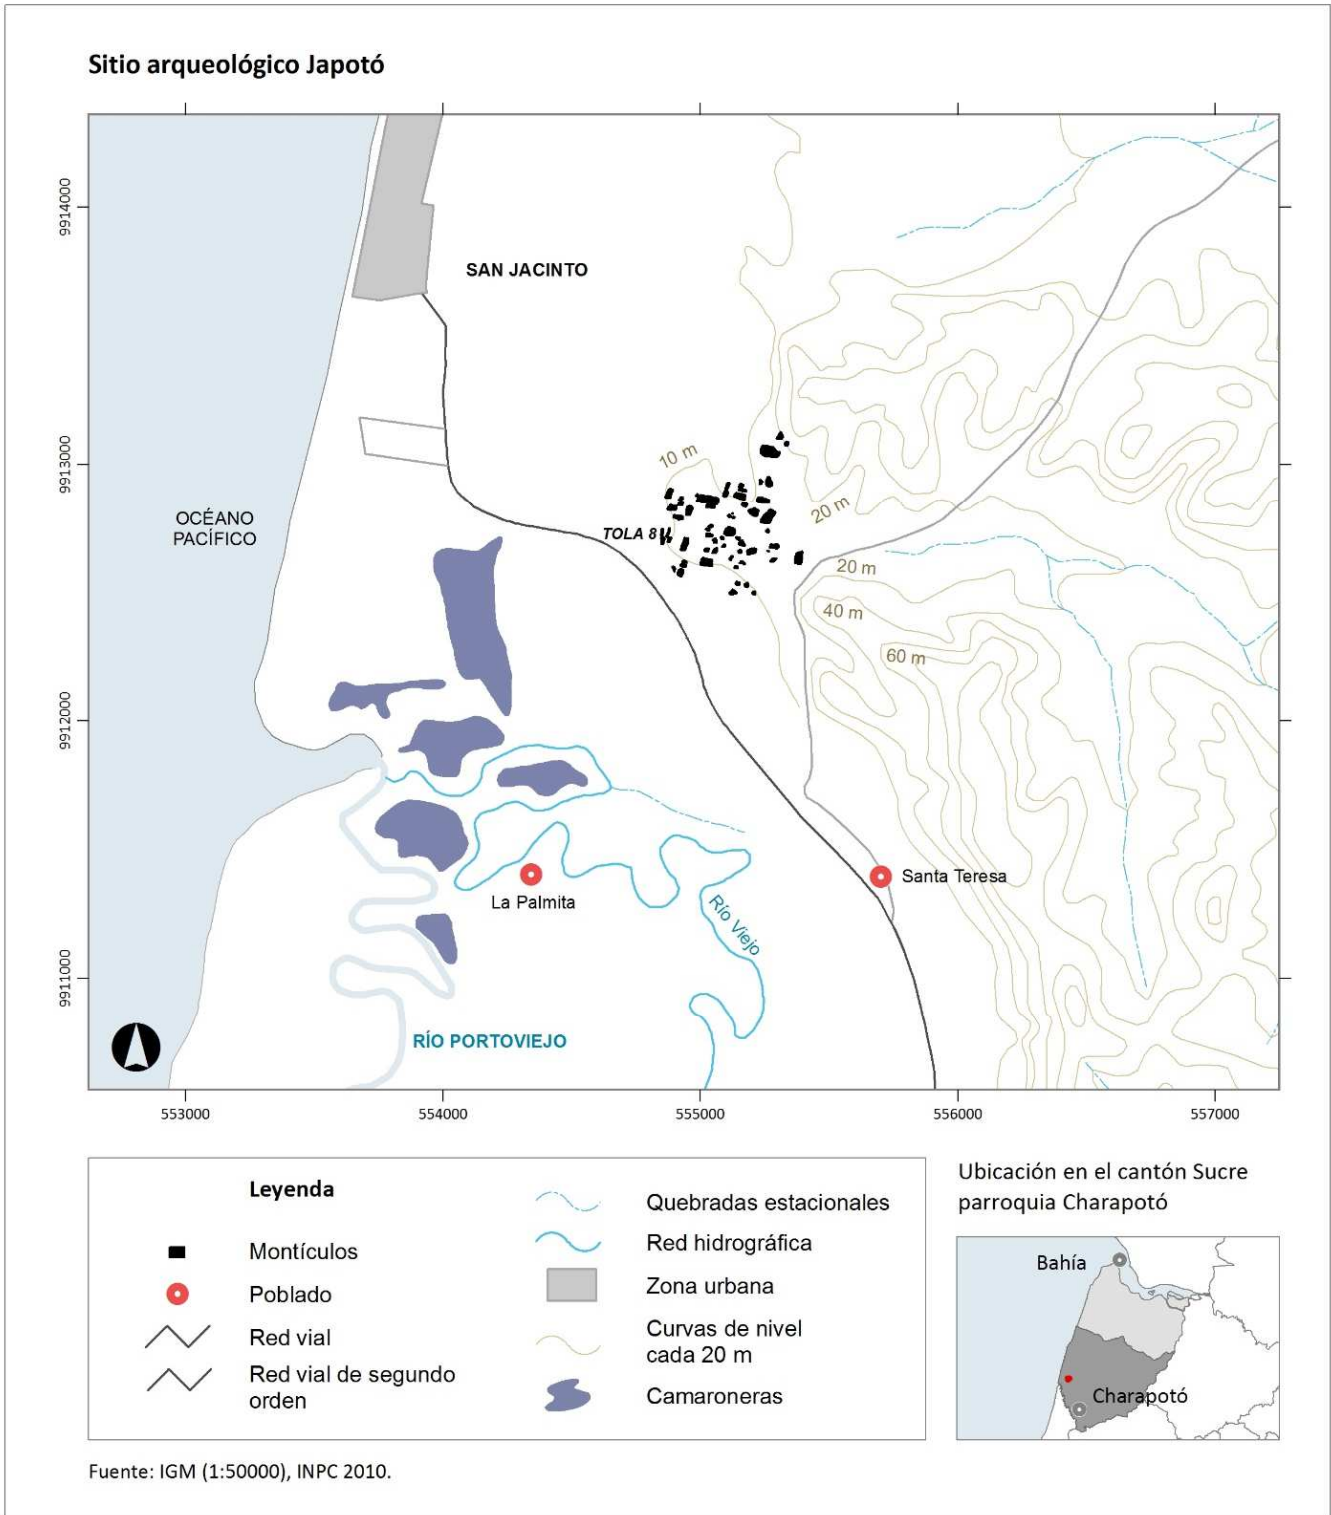 Sitio arqueológico Japotó
9914000
SAN JACINTO
9913000
10 m
OCÉANO
PACÍFICO
20 m
TOLA 8
20 m
40 m
60 m
9912000
Santa Teresa
La Palmita
Río Viejo
9911000
RÍO PORTOVIEJO
553000
554000
555000
556000
557000
Leyenda
Montículos
Poblado
Red vial
Red vial de segundo
orden
Quebradas estacionales
Red hidrográfica
Zona urbana
Curvas de nivel
cada 20 m
Camaroneras
Ubicación en el cantón Sucre
parroquia Charapotó
Bahía
Charapotó
Fuente: IGM (1:50000), INPC 2010.